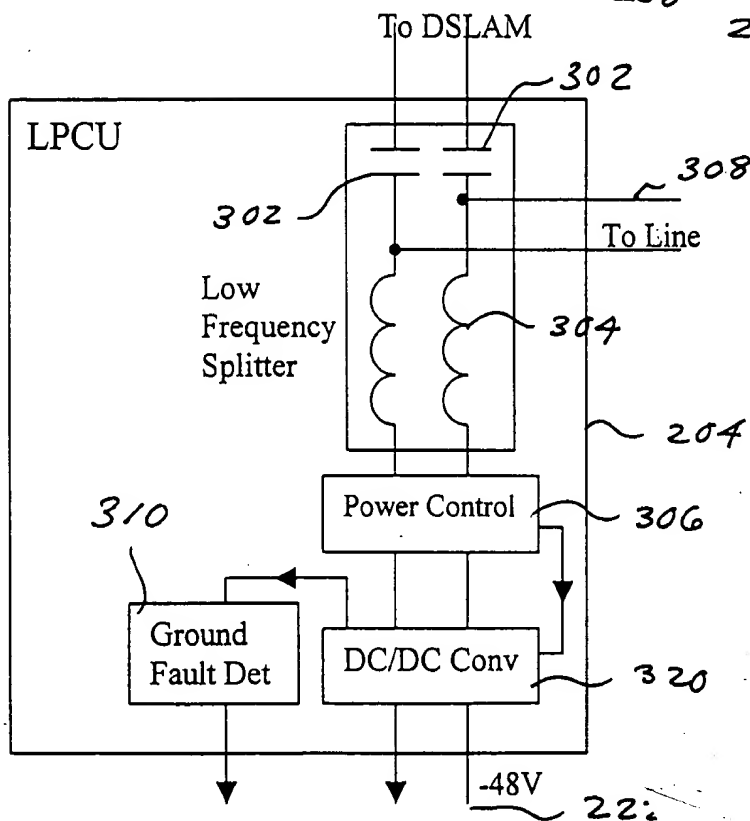 To DSLAM
2
302
LPCU
308
302
To Line
Low
Frequency
Splitter
304
204
Power Control
306
310
Ground
Fault Det
DC/DC Conv
320
-48V